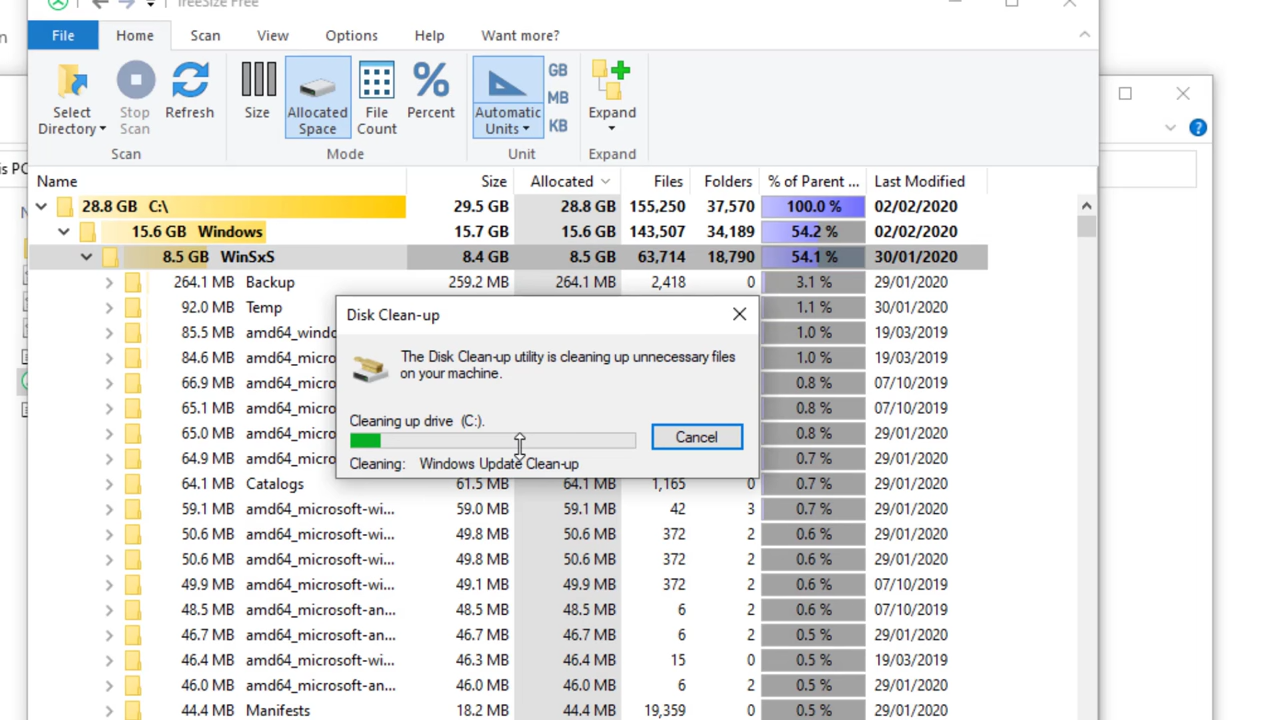 TreeSize Free
File Home Scan View Options Help Want more?
Select Directory Stop Scan Refresh Size Allocated Space File Count Percent Automatic Units GB MB KB Expand
Scan Mode Unit Expand
is PC
Name Size Allocated Files Folders % of Parent ... Last Modified
28.8 GB C:\ 29.5 GB 28.8 GB 155,250 37,570 100.0 % 02/02/2020
15.6 GB Windows 15.7 GB 15.6 GB 143,507 34,189 54.2 % 02/02/2020
8.5 GB WinSxS 8.4 GB 8.5 GB 63,714 18,790 54.1 % 30/01/2020
264.1 MB Backup 259.2 MB 264.1 MB 2,418 0 3.1 % 29/01/2020
92.0 MB Temp 1.1 % 30/01/2020
85.5 MB amd64_windo 1.0 % 19/03/2019
84.6 MB amd64_micro 1.0 % 19/03/2019
66.9 MB amd64_micro 0.8 % 07/10/2019
65.1 MB amd64_micro 0.8 % 07/10/2019
65.0 MB amd64_micro 0.8 % 29/01/2020
64.9 MB amd64_micro 0.7 % 29/01/2020
64.1 MB Catalogs 61.5 MB 64.1 MB 1,165 0 0.7 % 29/01/2020
59.1 MB amd64_microsoft-wi... 59.0 MB 59.1 MB 42 3 0.7 % 29/01/2020
50.6 MB amd64_microsoft-wi... 49.8 MB 50.6 MB 372 2 0.6 % 29/01/2020
50.6 MB amd64_microsoft-wi... 49.8 MB 50.6 MB 372 2 0.6 % 29/01/2020
49.9 MB amd64_microsoft-wi... 49.1 MB 49.9 MB 372 2 0.6 % 07/10/2019
48.5 MB amd64_microsoft-an... 48.5 MB 48.5 MB 6 2 0.6 % 07/10/2019
46.7 MB amd64_microsoft-an... 46.7 MB 46.7 MB 6 2 0.5 % 29/01/2020
46.4 MB amd64_microsoft-wi... 46.3 MB 46.4 MB 15 0 0.5 % 19/03/2019
46.0 MB amd64_microsoft-an... 46.0 MB 46.0 MB 6 2 0.5 % 29/01/2020
44.4 MB Manifests 18.2 MB 44.4 MB 19,359 0 0.5 % 29/01/2020
Disk Clean-up
The Disk Clean-up utility is cleaning up unnecessary files
on your machine.
Cleaning up drive (C:).
Cancel
Cleaning: Windows Update Clean-up